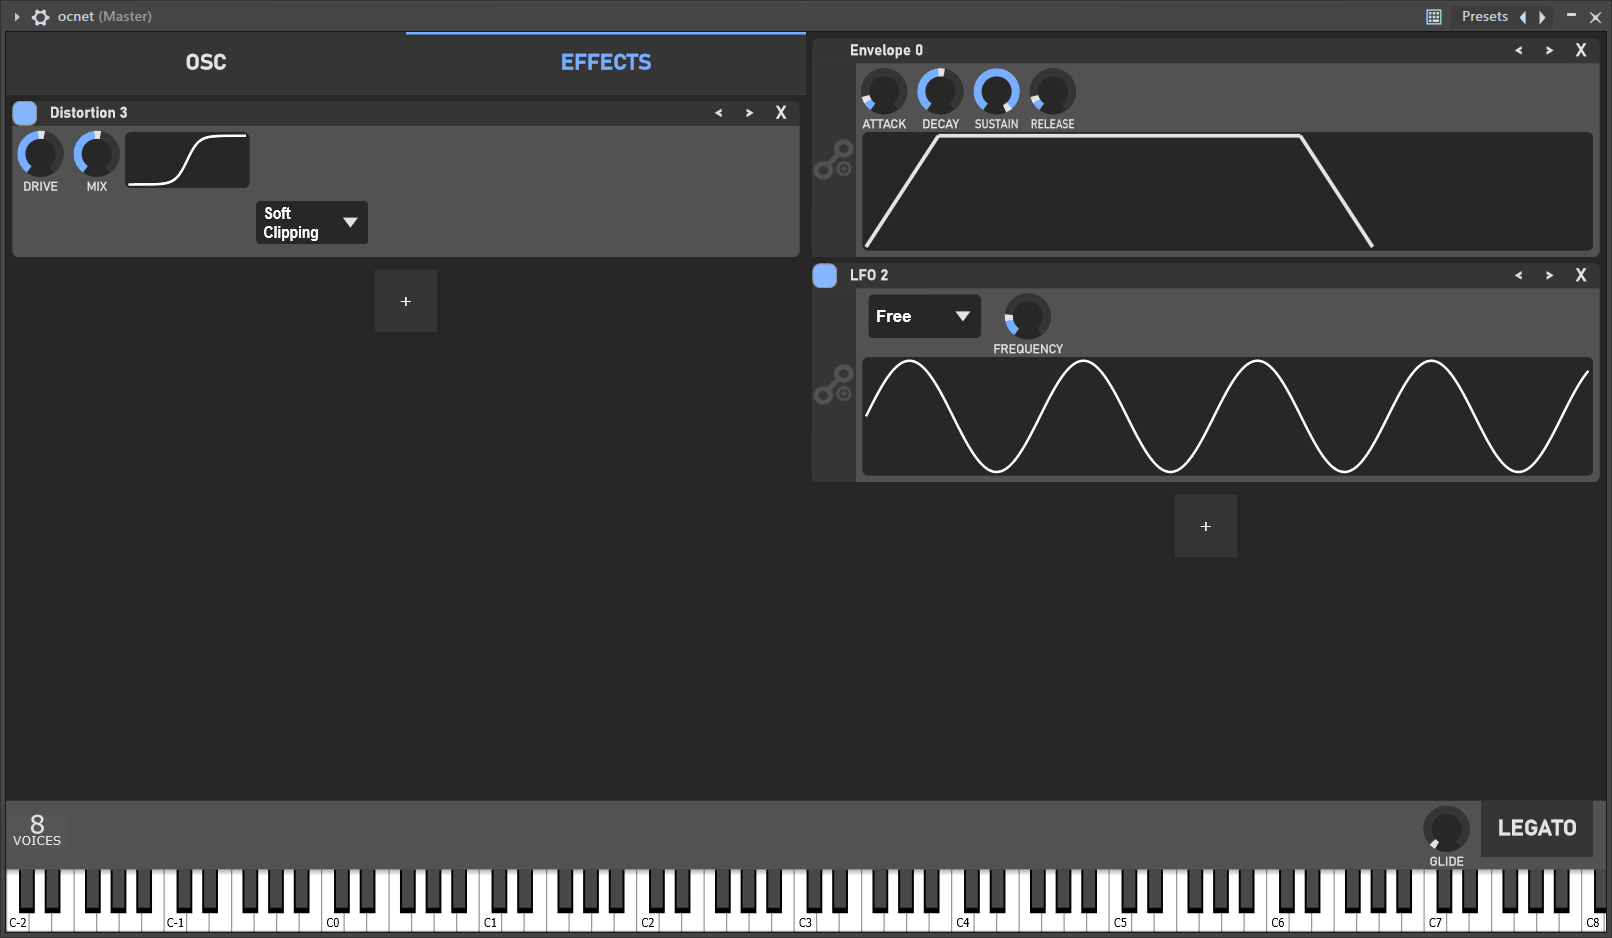 ocnet (Master)
Presets
OSC
EFFECTS
Distortion 3
< > X
DRIVE
MIX
Soft
Clipping
+
Envelope 0
< > X
ATTACK
DECAY
SUSTAIN
RELEASE
LFO 2
< > X
Free
FREQUENCY
+
8
VOICES
GLIDE
LEGATO
C-2
C-1
C0
C1
C2
C3
C4
C5
C6
C7
C8